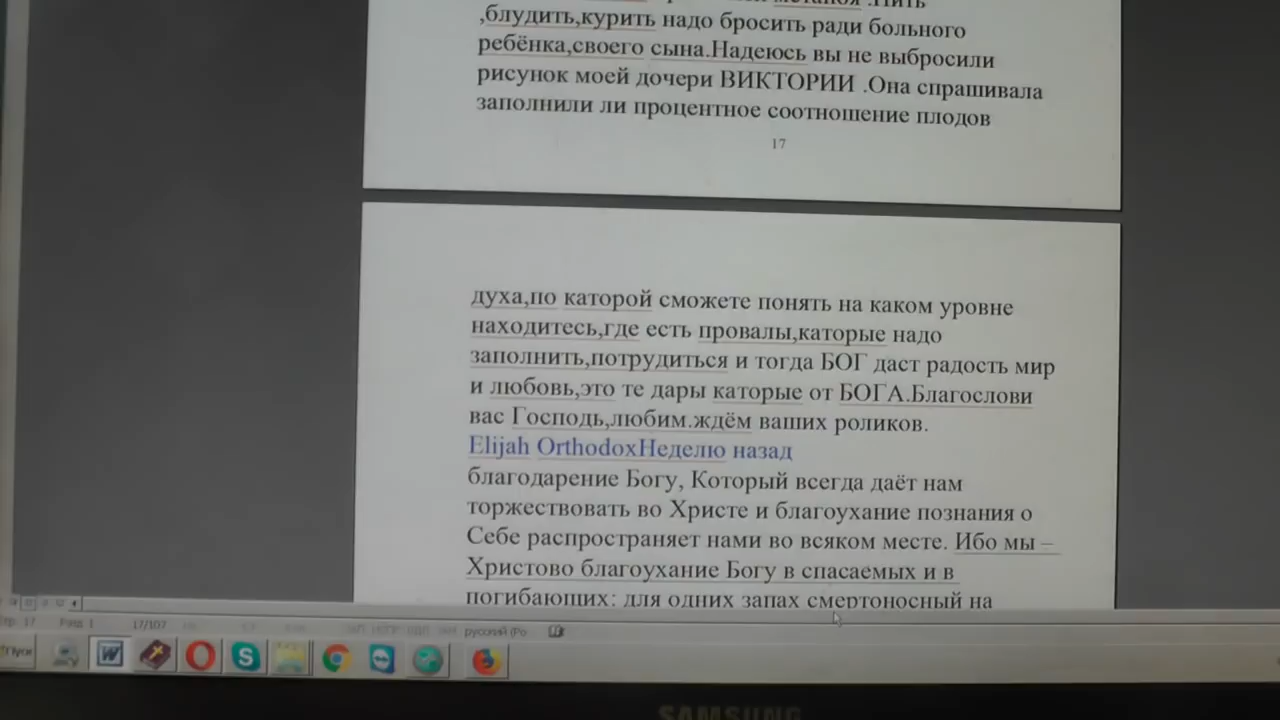 метаноя .Пить
,блудить,курить надо бросить ради больного
ребёнка,своего сына.Надеюсь вы не выбросили
рисунок моей дочери ВИКТОРИИ .Она спрашивала
заполнили ли процентное соотношение плодов
17
духа,по каторой сможете понять на каком уровне
находитесь,где есть провалы,каторые надо
заполнить,потрудиться и тогда БОГ даст радость мир
и любовь,это те дары каторые от БОГА.Благослови
вас Господь,любим.ждём ваших роликов.
Elijah OrthodoxНеделю назад
благодарение Богу, Который всегда даёт нам
торжествовать во Христе и благоухание познания о
Себе распространяет нами во всяком месте. Ибо мы –
Христово благоухание Богу в спасаемых и в
погибающих: для одних запах смертоносный на
17/107
русский (Ро
Пуск
SAMSUNG